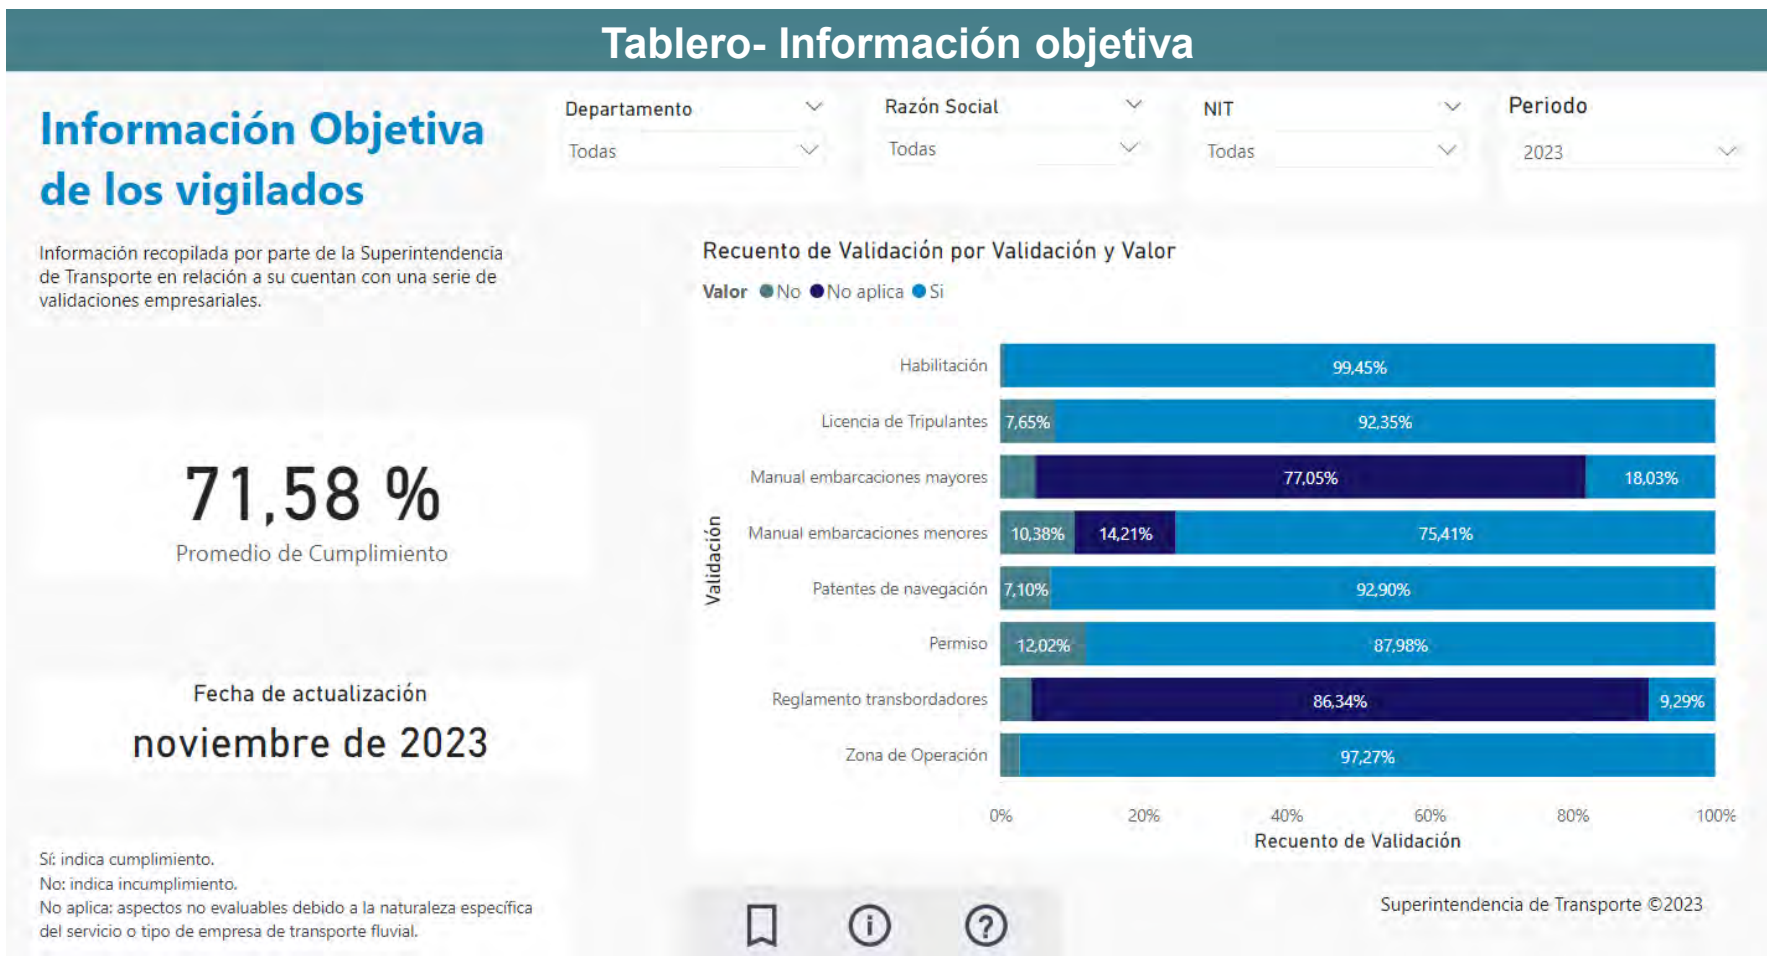 Tablero- Información objetiva
Información Objetiva
de los vigilados
Información recopilada por parte de la Superintendencia
de Transporte en relación a su cuentan con una serie de
validaciones empresariales.
Departamento
Todas
Razón Social
Todas
NIT
Todas
Periodo
2023
71,58 %
Promedio de Cumplimiento
Fecha de actualización
noviembre de 2023
Sí: indica cumplimiento.
No: indica incumplimiento.
No aplica: aspectos no evaluables debido a la naturaleza específica
del servicio o tipo de empresa de transporte fluvial.
Recuento de Validación por Validación y Valor
Valor No No aplica Si
Validación
Habilitación 99,45%
Licencia de Tripulantes 7,65% 92,35%
Manual embarcaciones mayores 77,05% 18,03%
Manual embarcaciones menores 10,38% 14,21% 75,41%
Patentes de navegación 7,10% 92,90%
Permiso 12,02% 87,98%
Reglamento transbordadores 86,34% 9,29%
Zona de Operación 97,27%
0% 20% 40% 60% 80% 100%
Recuento de Validación
Superintendencia de Transporte ©2023